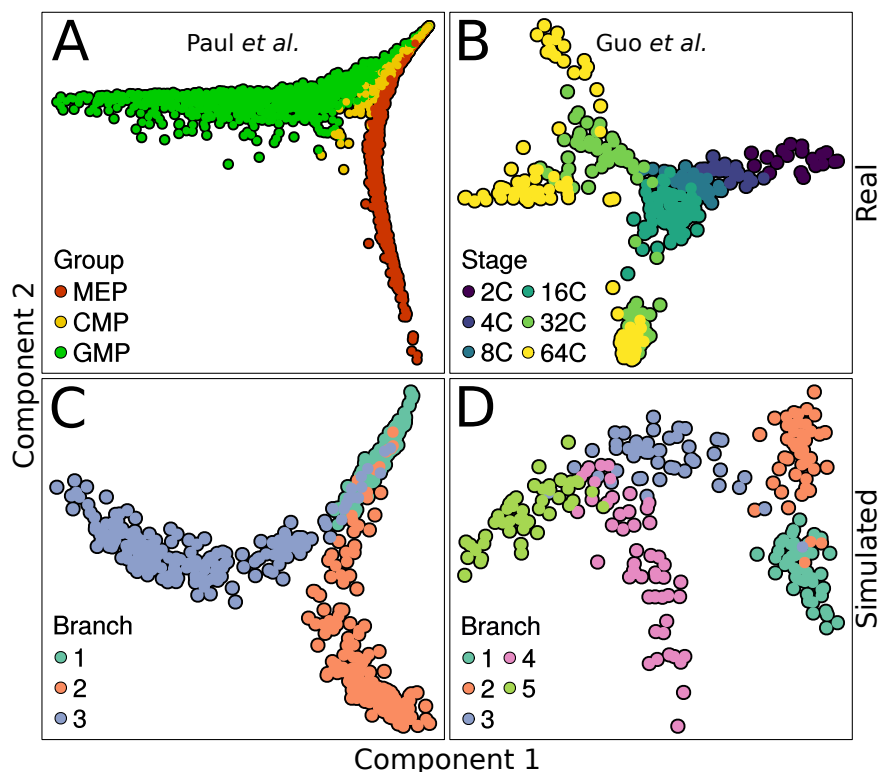 A
Paul et al.
Group
MEP
CMP
GMP
B
Guo et al.
Stage
2C 16C
4C 32C
8C 64C
Real
Component 2
C
Branch
1
2
3
D
Branch
1 4
2 5
3
Simulated
Component 1